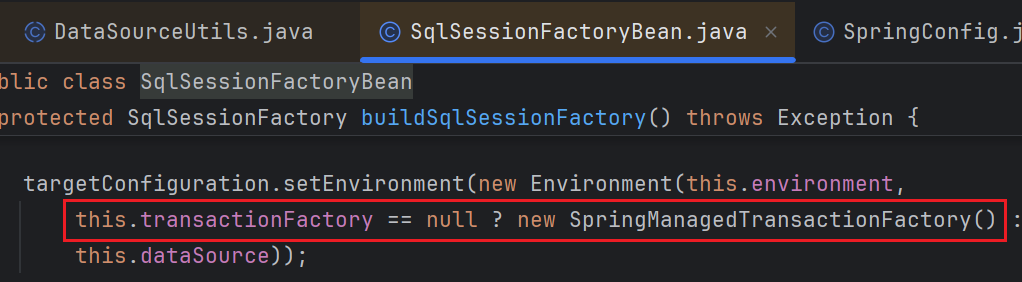 DataSourceUtils.java SqlSessionFactoryBean.java × SpringConfig.j
blic class SqlSessionFactoryBean
protected SqlSessionFactory buildSqlSessionFactory() throws Exception {
targetConfiguration.setEnvironment(new Environment(this.environment,
this.transactionFactory == null ? new SpringManagedTransactionFactory() :
this.dataSource));